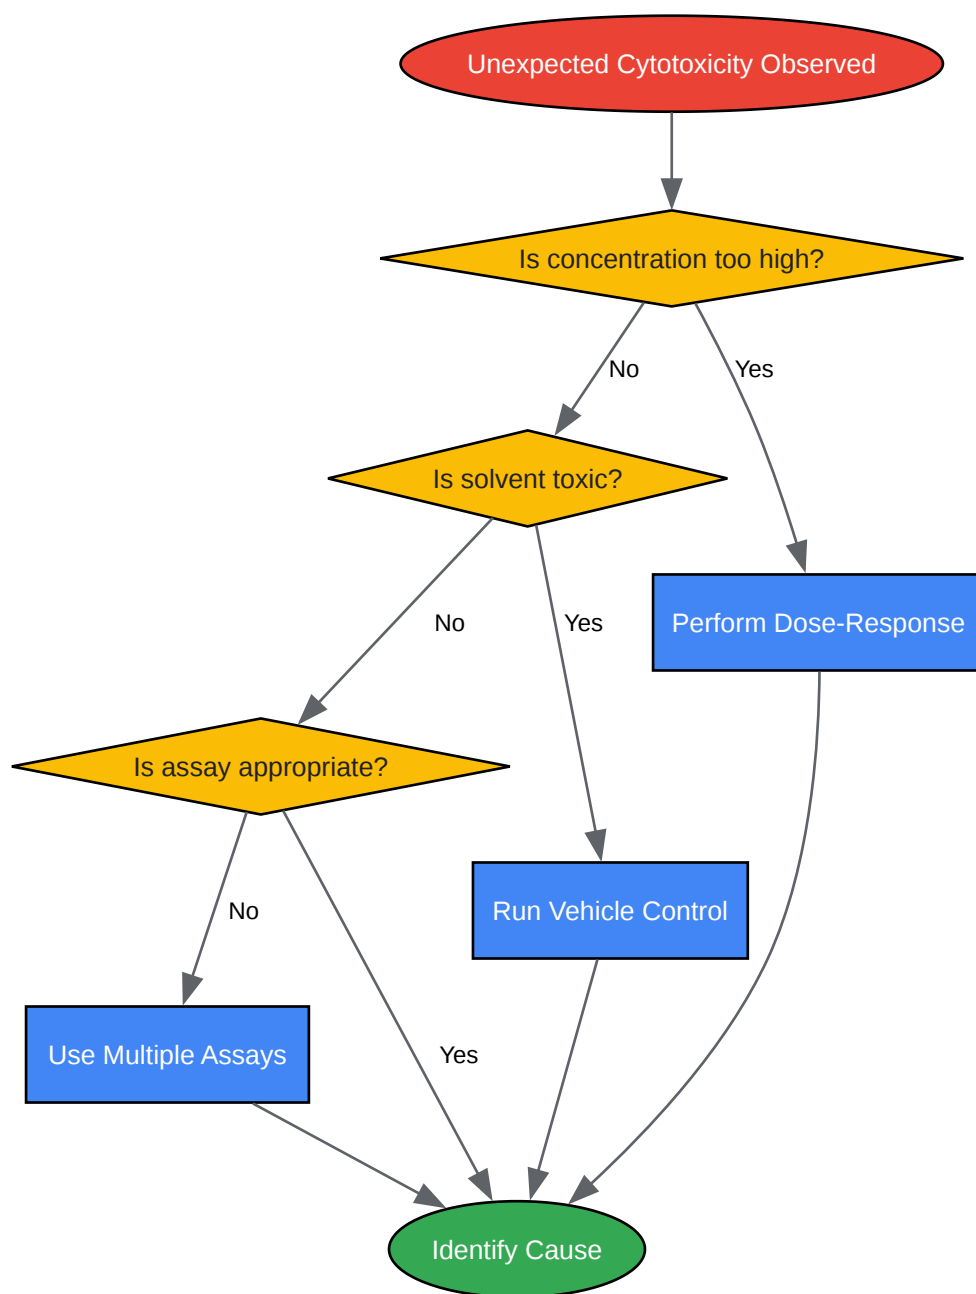 Unexpected Cytotoxicity Observed
Is concentration too high?
No
Yes
Is solvent toxic?
No
Yes
Perform Dose-Response
Is assay appropriate?
No
Run Vehicle Control
Use Multiple Assays
Yes
Identify Cause